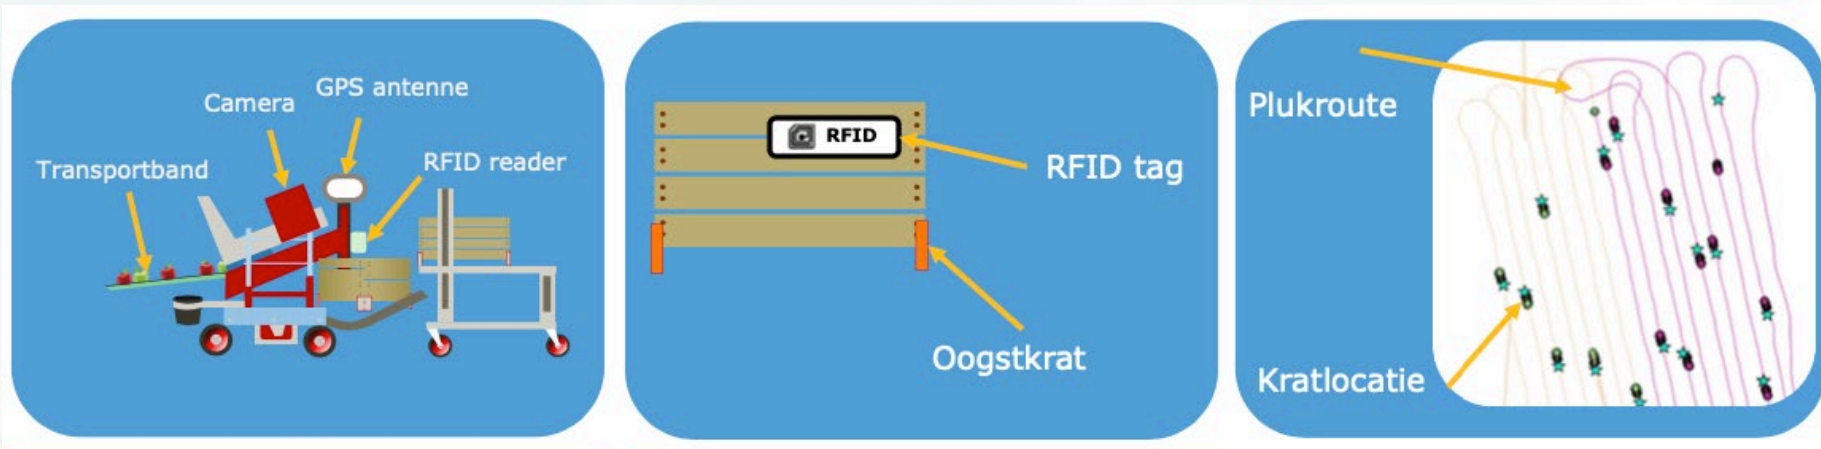 GPS antenne
Camera
RFID reader
Transportband
RFID
RFID tag
Oogstkrat
Plukroute
Kratlocatie